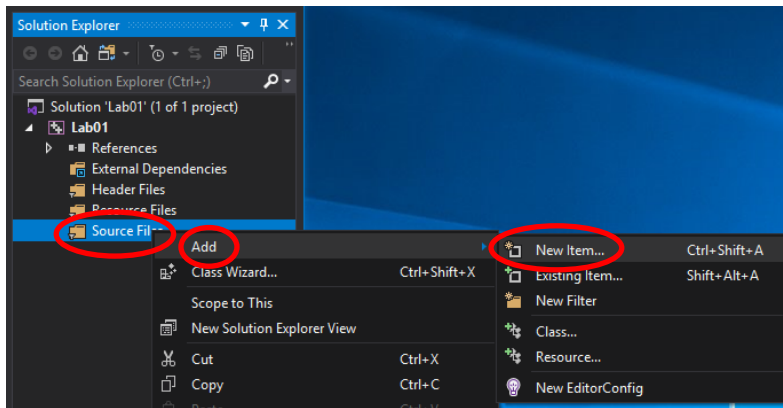 Solution Explorer
Search Solution Explorer (Ctrl+;)
Solution 'Lab01' (1 of 1 project)
Lab01
References
External Dependencies
Header Files
Resource Files
Source Files
Add
Class Wizard... Ctrl+Shift+X
Scope to This
New Solution Explorer View
Cut Ctrl+X
Copy Ctrl+C
New Item... Ctrl+Shift+A
Existing Item... Shift+Alt+A
New Filter
Class...
Resource...
New EditorConfig